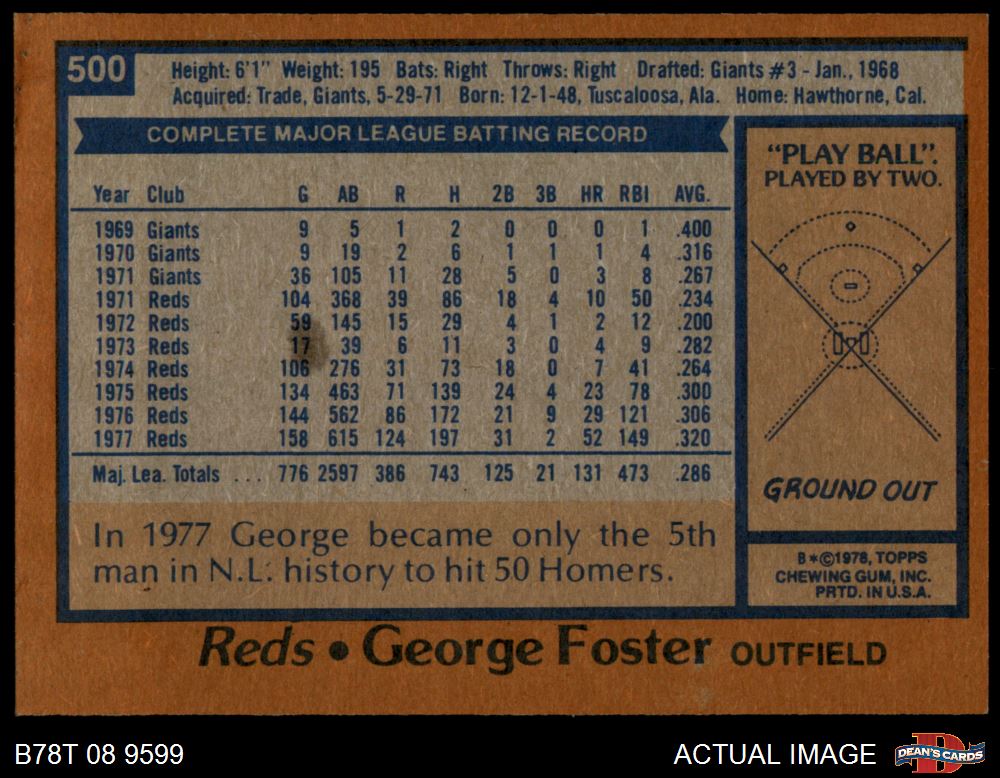 500
Height: 6'1" Weight: 195 Bats: Right Throws: Right Drafted: Giants #3 - Jan., 1968
Acquired: Trade, Giants, 5-29-71 Born: 12-1-48, Tuscaloosa, Ala. Home: Hawthorne, Cal.
COMPLETE MAJOR LEAGUE BATTING RECORD
Year Club G AB R H 2B 3B HR RBI AVG.
1969 Giants 9 5 1 2 0 0 0 1 .400
1970 Giants 9 19 2 6 1 1 1 4 .316
1971 Giants 36 105 11 28 5 0 3 8 .267
1971 Reds 104 368 39 86 18 4 10 50 .234
1972 Reds 59 145 15 29 4 1 2 12 .200
1973 Reds 17 39 6 11 3 0 4 9 .282
1974 Reds 106 276 31 73 18 0 7 41 .264
1975 Reds 134 463 71 139 24 4 23 78 .300
1976 Reds 144 562 86 172 21 9 29 121 .306
1977 Reds 158 615 124 197 31 2 52 149 .320
Maj. Lea. Totals ... 776 2597 386 743 125 21 131 473 .286
In 1977 George became only the 5th
man in N.L. history to hit 50 Homers.
"PLAY BALL".
PLAYED BY TWO.
GROUND OUT
B*©1978, TOPPS
CHEWING GUM, INC.
PRTD. IN U.S.A.
Reds • George Foster OUTFIELD
B78T 08 9599
ACTUAL IMAGE
DEAN'S CARDS